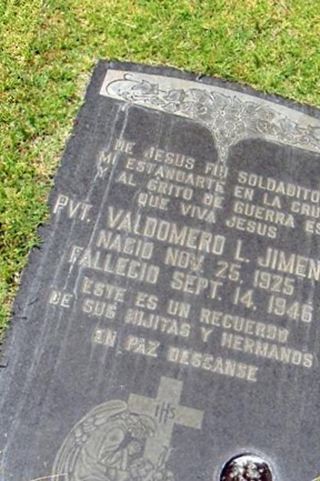 DE JESUS FUI SOLDADITO
MI ESTANDARTE EN LA CRU
Y AL GRITO DE GUERRA ES
QUE VIVA JESUS
PVT. VALDOMERO L. JIMEN
NACIO NOV. 25, 1925
FALLECIO SEPT. 14, 1946
ESTE ES UN RECUERDO
DE SUS HIJITAS Y HERMANOS
EN PAZ DESCANSE
IHS